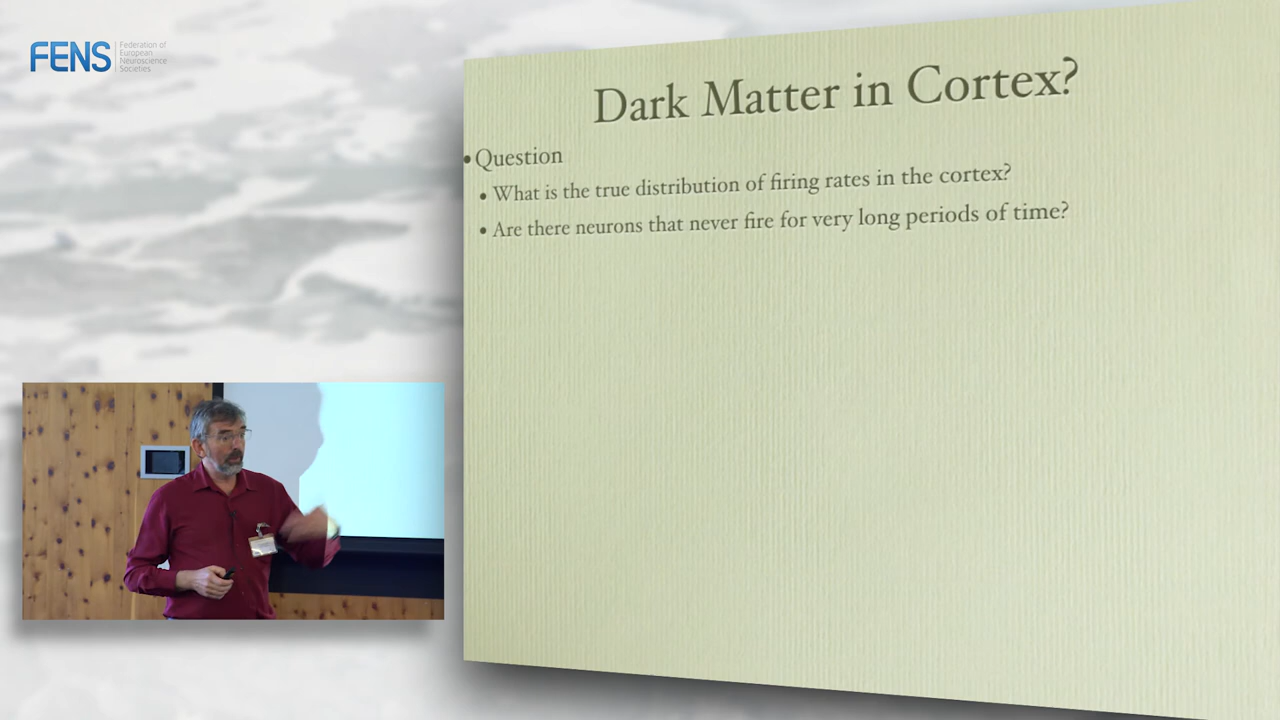 FENS
Federation of
European
Neuroscience
Societies
Dark Matter in Cortex?
• Question
• What is the true distribution of firing rates in the cortex?
• Are there neurons that never fire for very long periods of time?